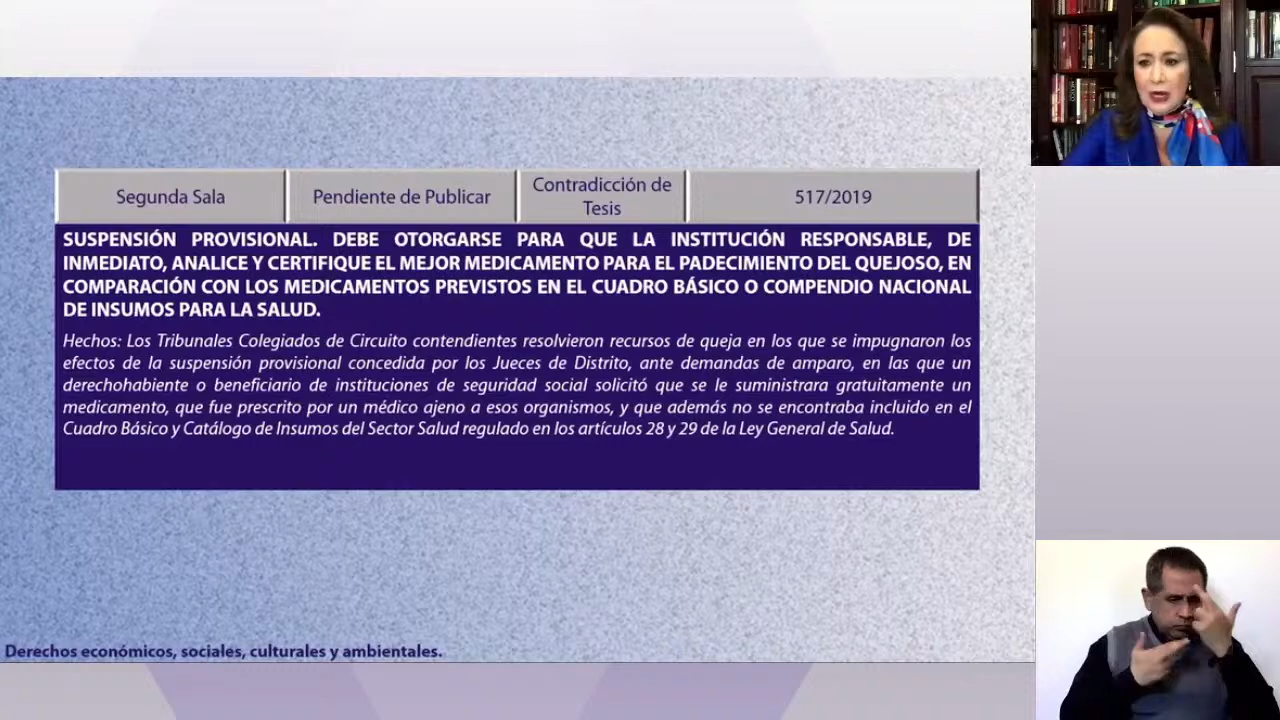 Segunda Sala
Pendiente de Publicar
Contradicción de
Tesis
517/2019
SUSPENSIÓN PROVISIONAL. DEBE OTORGARSE PARA QUE LA INSTITUCIÓN RESPONSABLE, DE
INMEDIATO, ANALICE Y CERTIFIQUE EL MEJOR MEDICAMENTO PARA EL PADECIMIENTO DEL QUEJOSO, EN
COMPARACIÓN CON LOS MEDICAMENTOS PREVISTOS EN EL CUADRO BÁSICO O COMPENDIO NACIONAL
DE INSUMOS PARA LA SALUD.
Hechos: Los Tribunales Colegiados de Circuito contendientes resolvieron recursos de queja en los que se impugnaron los
efectos de la suspensión provisional concedida por los Jueces de Distrito, ante demandas de amparo, en las que un
derechohabiente o beneficiario de instituciones de seguridad social solicitó que se le suministrara gratuitamente un
medicamento, que fue prescrito por un médico ajeno a esos organismos, y que además no se encontraba incluido en el
Cuadro Básico y Catálogo de Insumos del Sector Salud regulado en los artículos 28 y 29 de la Ley General de Salud.
Derechos económicos, sociales, culturales y ambientales.